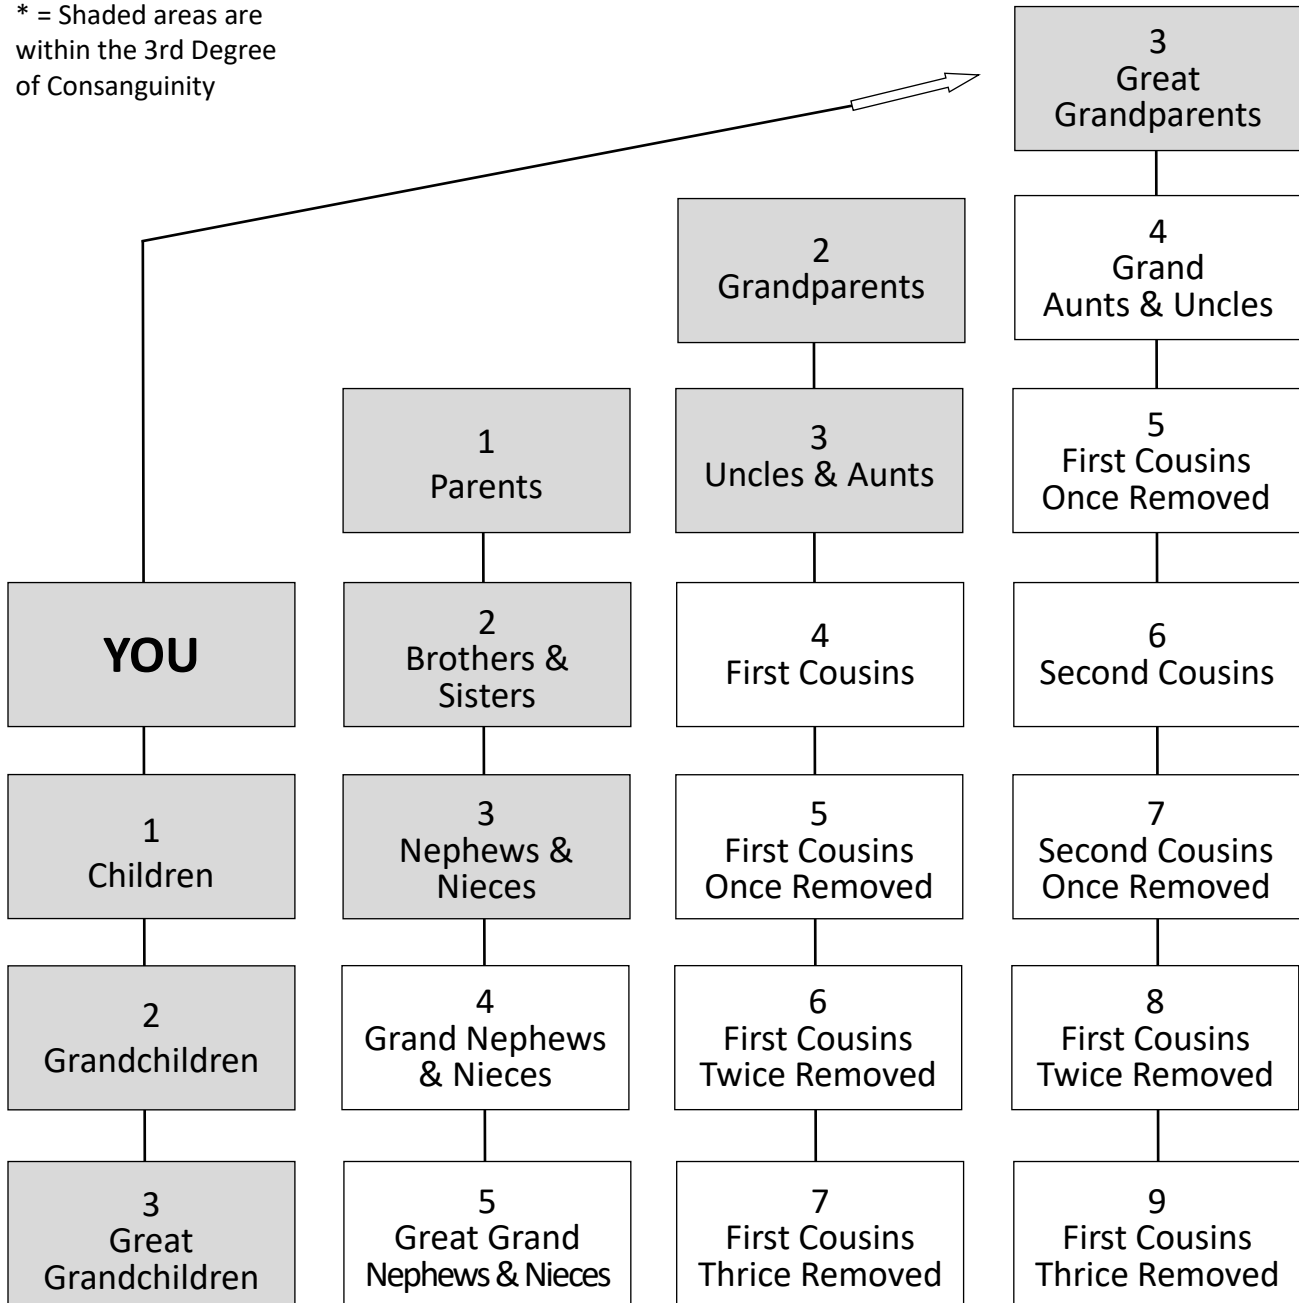 * = Shaded areas are
within the 3rd Degree
of Consanguinity
3
Great
Grandparents
2
Grandparents
4
Grand
Aunts & Uncles
1
Parents
3
Uncles & Aunts
5
First Cousins
Once Removed
YOU
2
Brothers &
Sisters
4
First Cousins
6
Second Cousins
1
Children
3
Nephews &
Nieces
5
First Cousins
Once Removed
7
Second Cousins
Once Removed
2
Grandchildren
4
Grand Nephews
& Nieces
6
First Cousins
Twice Removed
8
First Cousins
Twice Removed
3
Great
Grandchildren
5
Great Grand
Nephews & Nieces
7
First Cousins
Thrice Removed
9
First Cousins
Thrice Removed